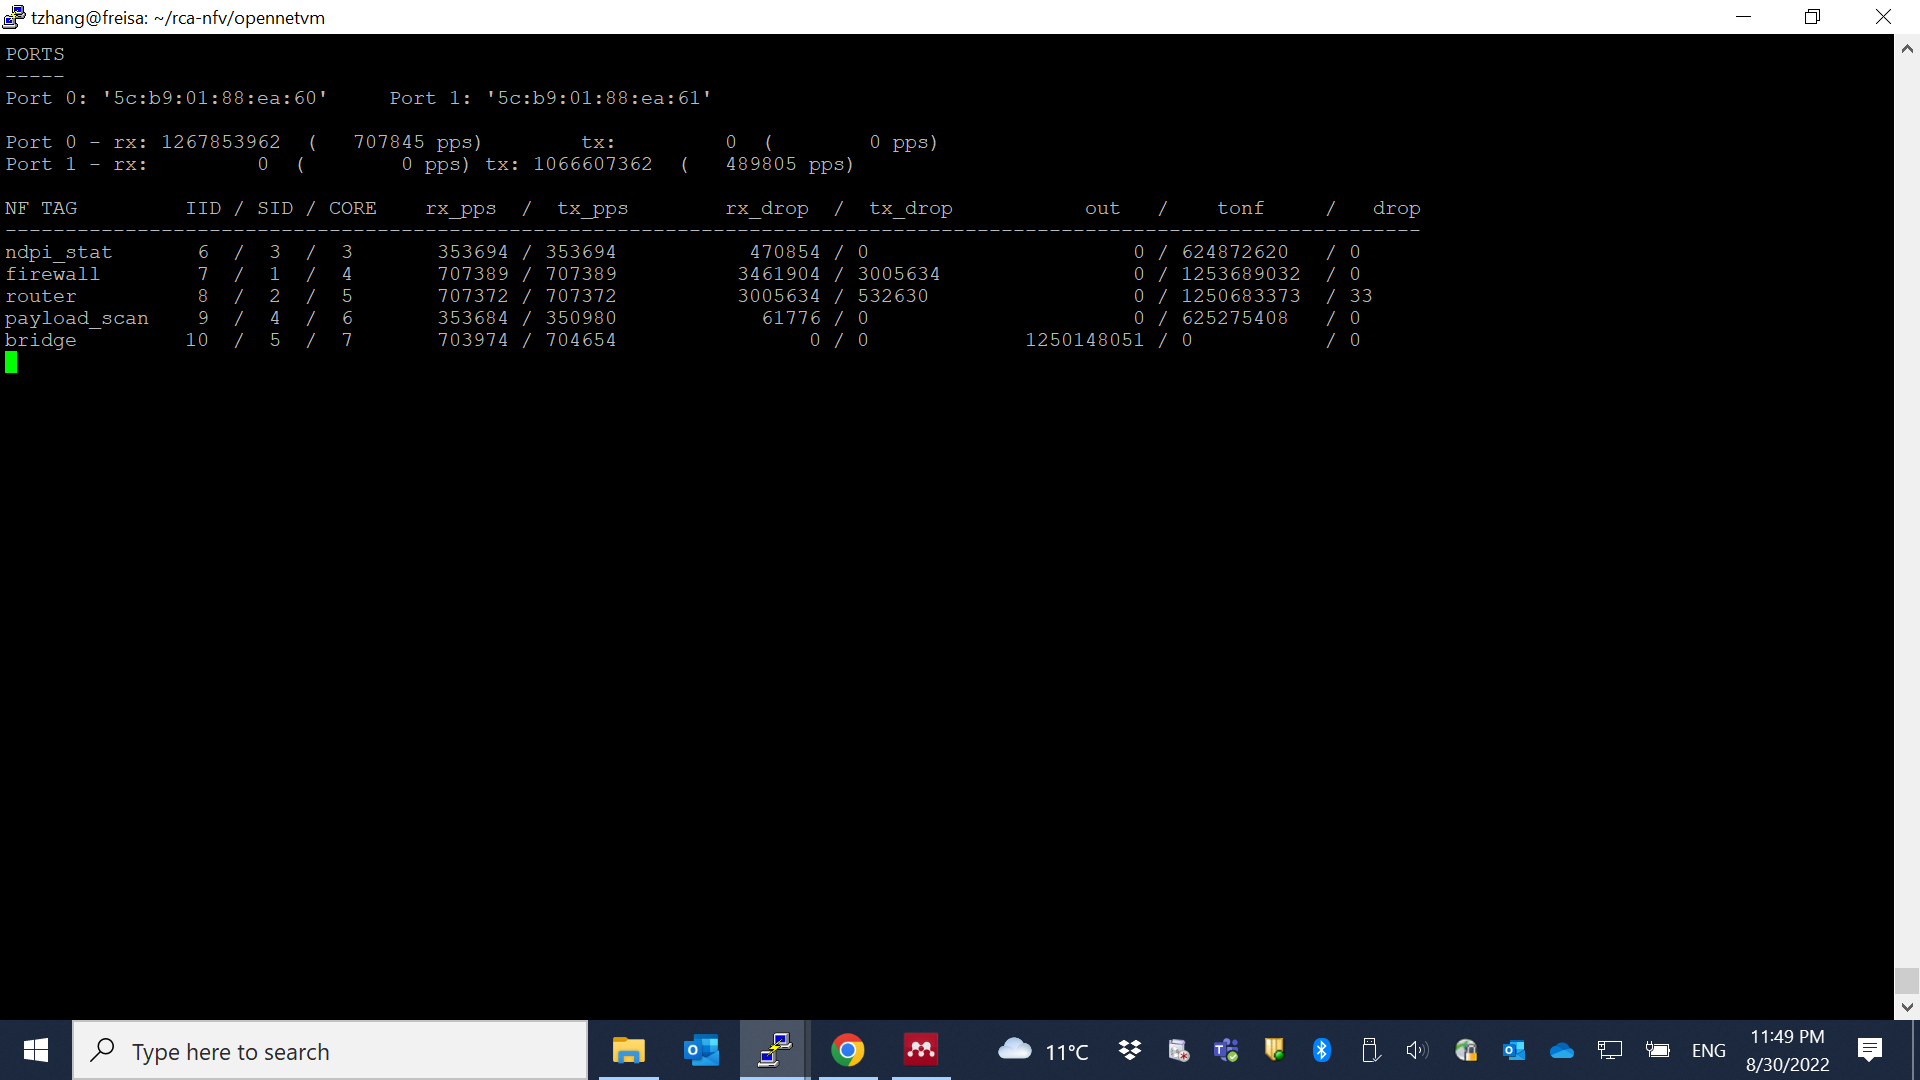 tzhang@freisa: ~/rca-nfv/opennetvm
PORTS
-----
Port 0: '5c:b9:01:88:ea:60'     Port 1: '5c:b9:01:88:ea:61'
Port 0 - rx: 1267853962  (   707845 pps)        tx:         0  (        0 pps)
Port 1 - rx:         0  (        0 pps) tx: 1066607362  (   489805 pps)
NF TAG         IID / SID / CORE    rx_pps  /  tx_pps        rx_drop  /  tx_drop           out   /    tonf     /   drop
----------------------------------------------------------------------------------------------------------------------
ndpi_stat       6  /  3  /  3       353694 / 353694           470854 / 0                      0 / 624872620   / 0
firewall        7  /  1  /  4       707389 / 707389          3461904 / 3005634                0 / 1253689032  / 0
router          8  /  2  /  5       707372 / 707372          3005634 / 532630                 0 / 1250683373  / 33
payload_scan    9  /  4  /  6       353684 / 350980            61776 / 0                      0 / 625275408   / 0
bridge         10  /  5  /  7       703974 / 704654                0 / 0             1250148051 / 0           / 0
Type here to search
11°C
ENG
11:49 PM
8/30/2022